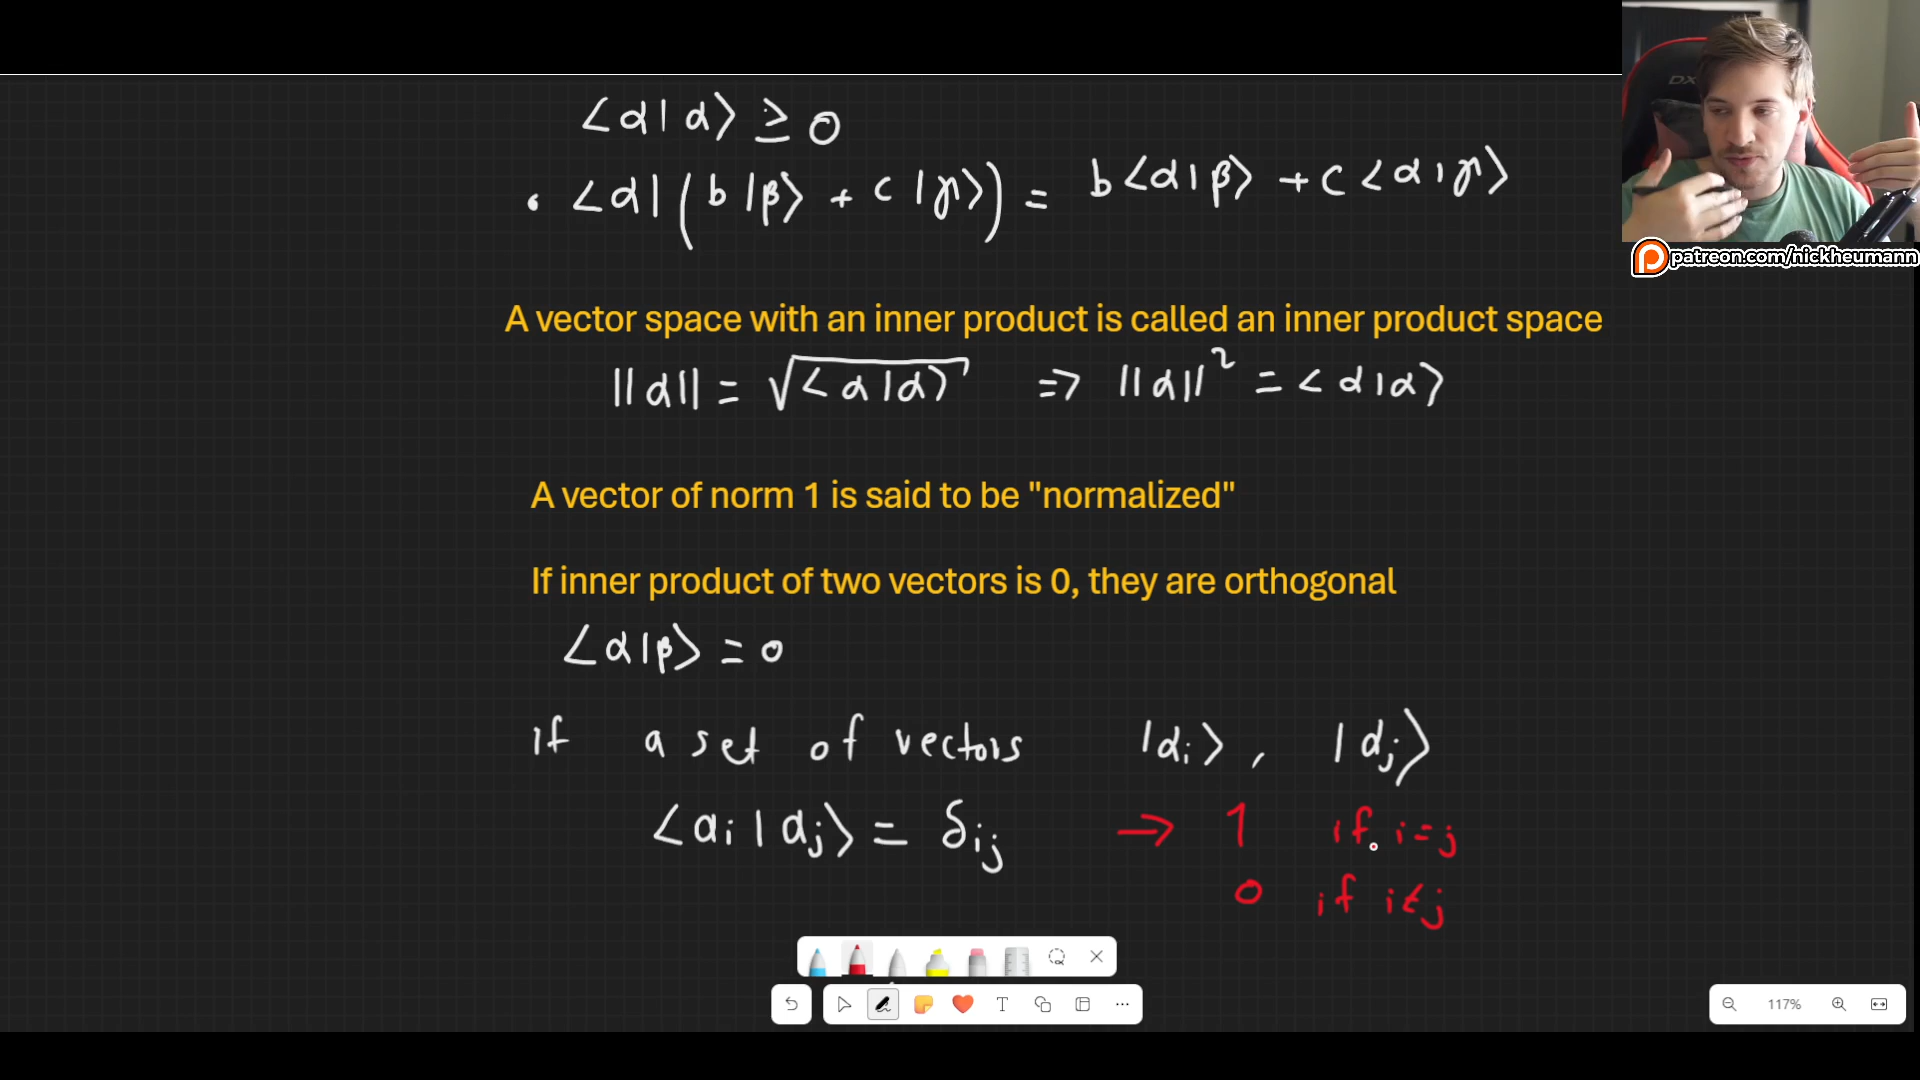 ⟨α|α⟩ ≥ 0
• ⟨α|(b|β⟩ + c|γ⟩) = b⟨α|β⟩ + c⟨α|γ⟩
patreon.com/nickheumann
A vector space with an inner product is called an inner product space
||α|| = √⟨α|α⟩ => ||α||² = ⟨α|α⟩
A vector of norm 1 is said to be "normalized"
If inner product of two vectors is 0, they are orthogonal
⟨α|β⟩ = 0
if a set of vectors |αᵢ⟩, |αⱼ⟩
⟨αᵢ|αⱼ⟩ = δᵢⱼ → 1 if i=j
0 if i≠j
117%